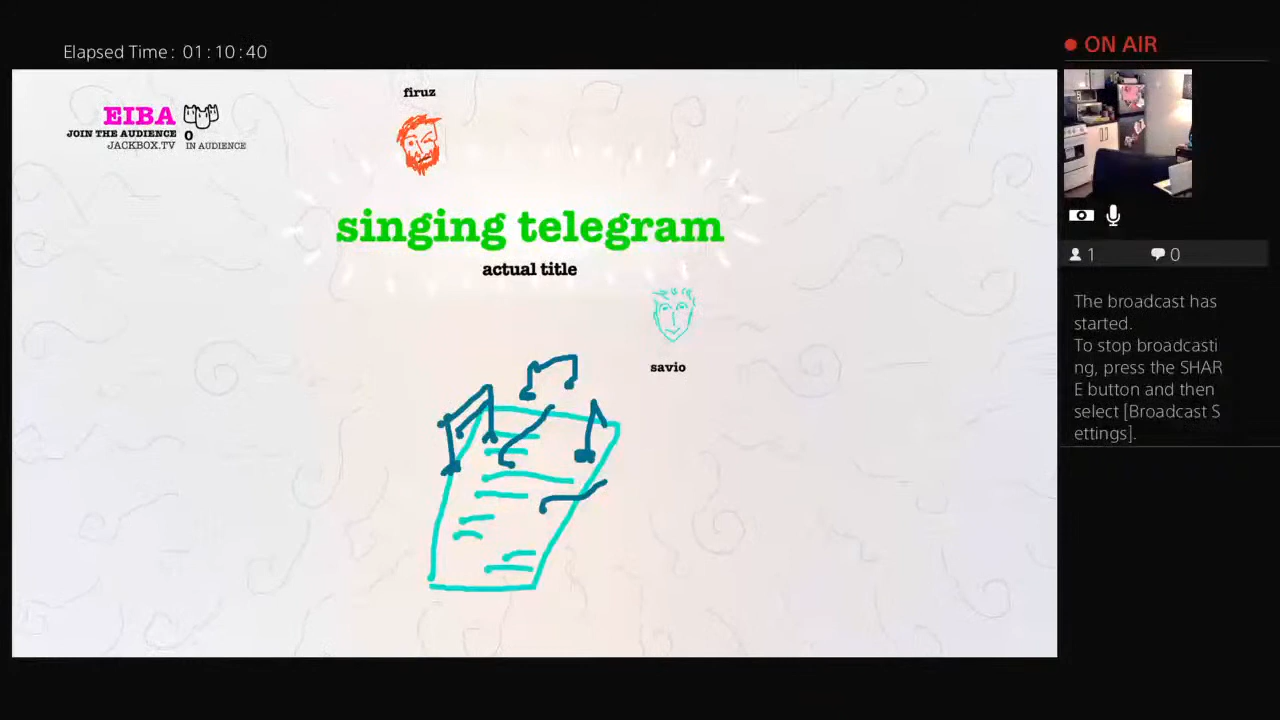 Elapsed Time: 01:10:40
ON AIR
firuz
EIBA
JOIN THE AUDIENCE 0
JACKBOX.TV IN AUDIENCE
singing telegram
actual title
savio
1 0
The broadcast has
started.
To stop broadcasti
ng, press the SHAR
E button and then
select [Broadcast S
ettings].